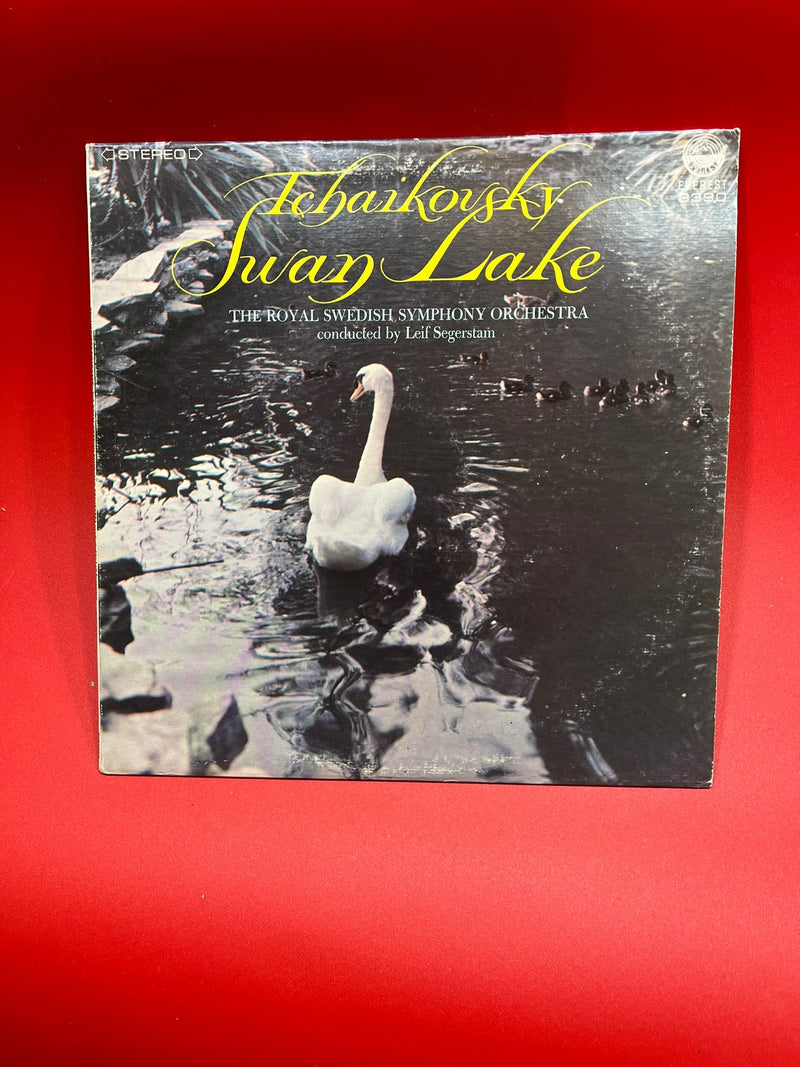 STEREO
EVEREST
3390
Tchaikovsky
Swan Lake
THE ROYAL SWEDISH SYMPHONY ORCHESTRA
conducted by Leif Segerstam